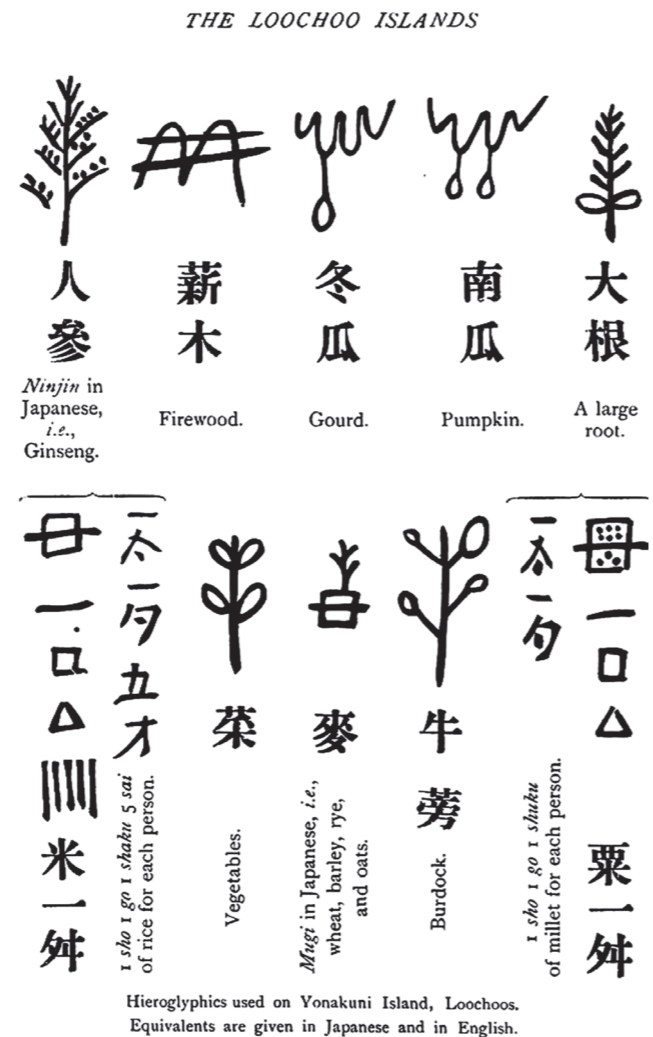 THE LOOCHOO ISLANDS
人參
薪木
冬瓜
南瓜
大根
Ninjin in
Japanese,
i.e.,
Ginseng.
Firewood.
Gourd.
Pumpkin.
A large
root.
米一舛
五才
1 sho 1 go 1 shaku 5 sai
of rice for each person.
菜
Vegetables.
麥
Mugi in Japanese, i.e.,
wheat, barley, rye,
and oats.
牛蒡
Burdock.
1 sho 1 go 1 shuku
of millet for each person.
粟一舛
Hieroglyphics used on Yonakuni Island, Loochoos.
Equivalents are given in Japanese and in English.